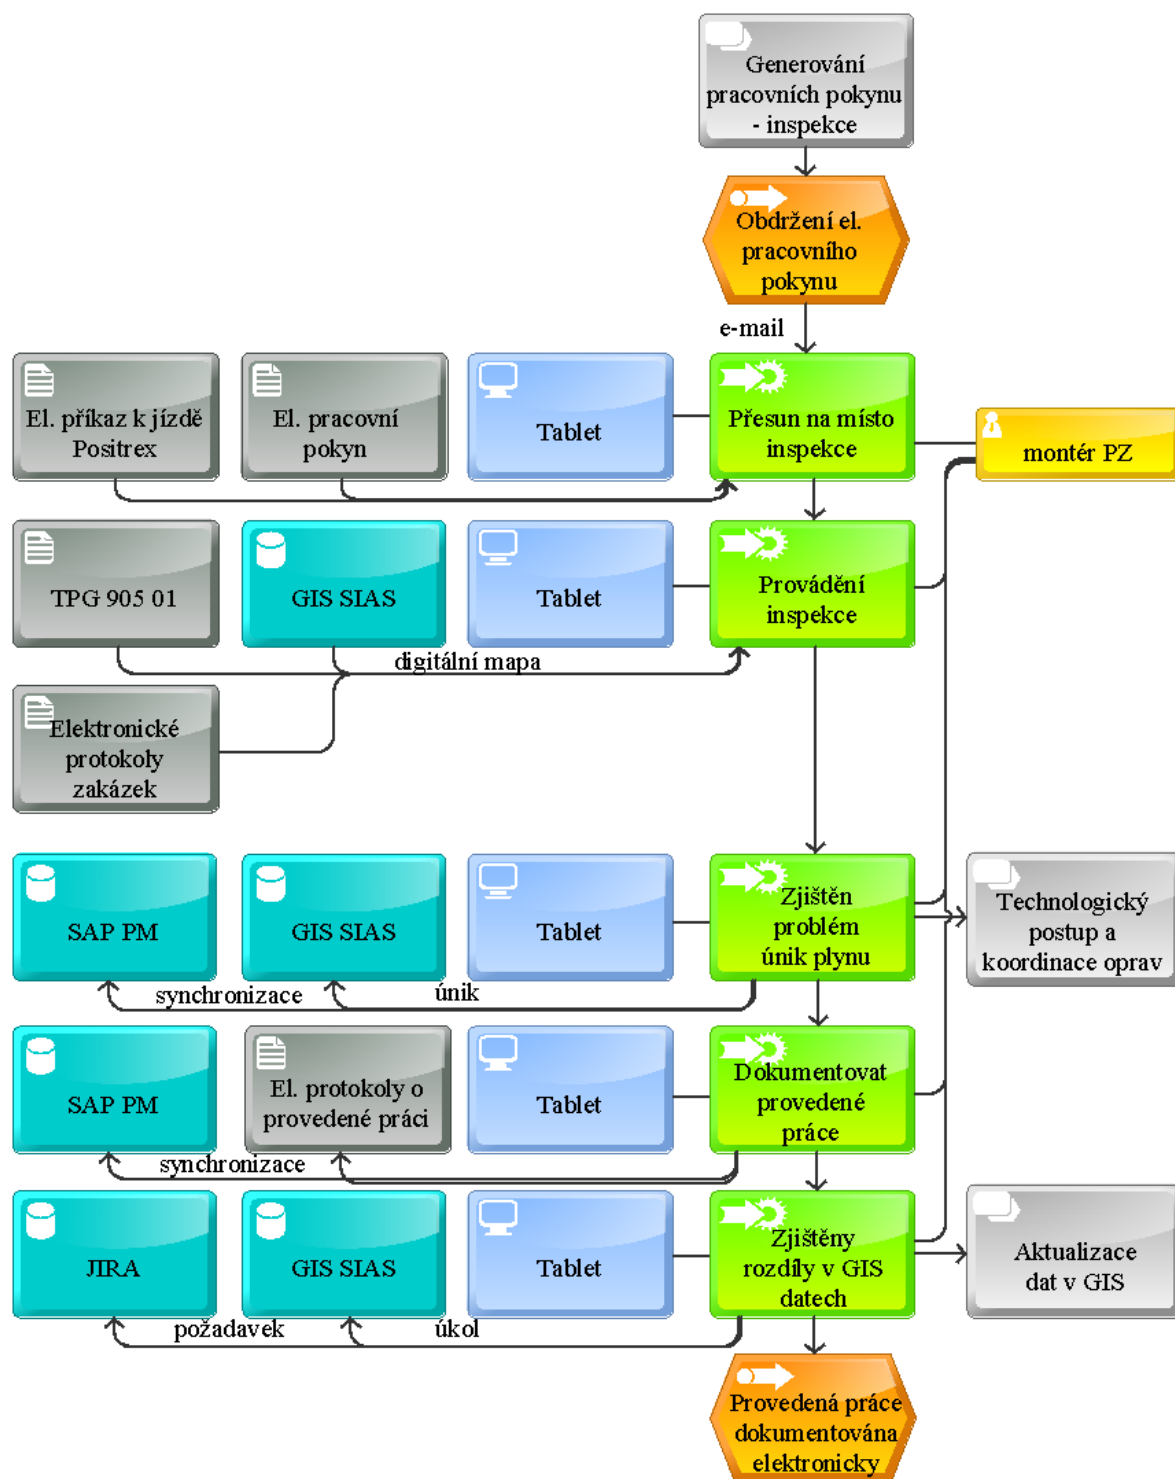 Generování
pracovních pokynu
- inspekce
Obdržení el.
pracovního
pokynu
e-mail
El. příkaz k jízdě
Positrex
El. pracovní
pokyn
Tablet
Přesun na místo
inspekce
montér PZ
TPG 905 01
GIS SIAS
Tablet
Provádění
inspekce
digitální mapa
Elektronické
protokoly
zakázek
SAP PM
GIS SIAS
Tablet
Zjištěn
problém
únik plynu
Technologický
postup a
koordinace oprav
synchronizace
únik
SAP PM
El. protokoly o
provedené práci
Tablet
Dokumentovat
provedené
práce
synchronizace
JIRA
GIS SIAS
Tablet
Zjištěny
rozdíly v GIS
datech
Aktualizace
dat v GIS
požadavek
úkol
Provedená práce
dokumentována
elektronicky